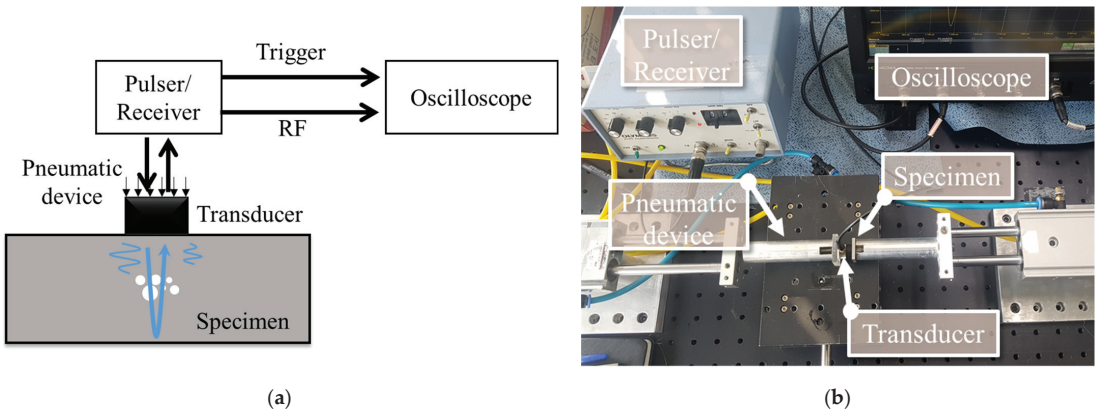 Trigger
Pulser/
Receiver
RF
Oscilloscope
Pneumatic
device
Transducer
Specimen
(a)
Pulser/
Receiver
Oscilloscope
Specimen
Pneumatic
device
Transducer
(b)